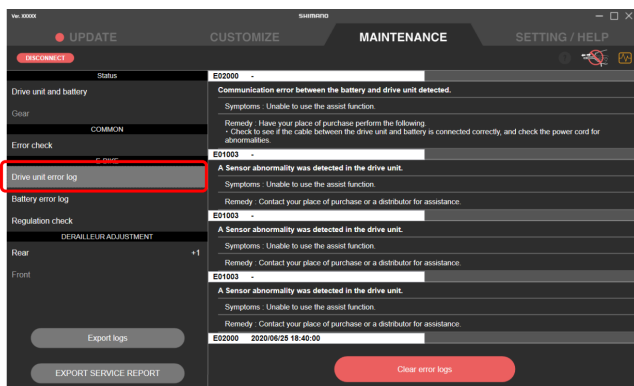 Ver. XXXXX
SHIMANO
UPDATE
CUSTOMIZE
MAINTENANCE
SETTING / HELP
DISCONNECT
Status
Drive unit and battery
Gear
COMMON
Error check
Drive unit error log
Battery error log
Regulation check
DERAILLEUR ADJUSTMENT
Rear +1
Front
Export logs
EXPORT SERVICE REPORT
E02000 -
Communication error between the battery and drive unit detected.
Symptoms : Unable to use the assist function.
Remedy : Have your place of purchase perform the following.
・Check to see if the cable between the drive unit and battery is connected correctly, and check the power cord for
abnormalities.
E01003 -
A Sensor abnormality was detected in the drive unit.
Symptoms : Unable to use the assist function.
Remedy : Contact your place of purchase or a distributor for assistance.
E01003 -
A Sensor abnormality was detected in the drive unit.
Symptoms : Unable to use the assist function.
Remedy : Contact your place of purchase or a distributor for assistance.
E01003 -
A Sensor abnormality was detected in the drive unit.
Symptoms : Unable to use the assist function.
Remedy : Contact your place of purchase or a distributor for assistance.
E02000 2020/06/25 18:40:00
Clear error logs